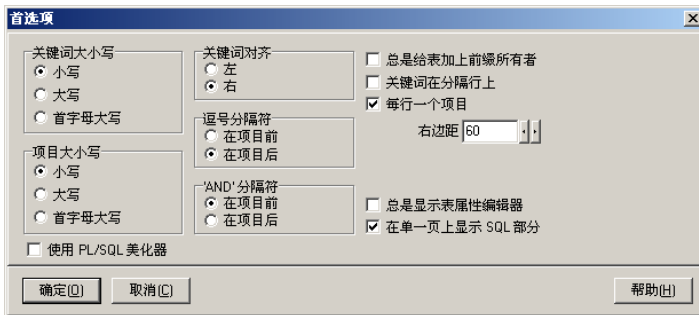 首选项
关键词大小写
小写
大写
首字母大写
项目大小写
小写
大写
首字母大写
使用 PL/SQL 美化器
关键词对齐
左
右
逗号分隔符
在项目前
在项目后
'AND' 分隔符
在项目前
在项目后
总是给表加上前缀所有者
关键词在分隔行上
每行一个项目
右边距 60
总是显示表属性编辑器
在单一页上显示 SQL 部分
确定(O)
取消(C)
帮助(H)